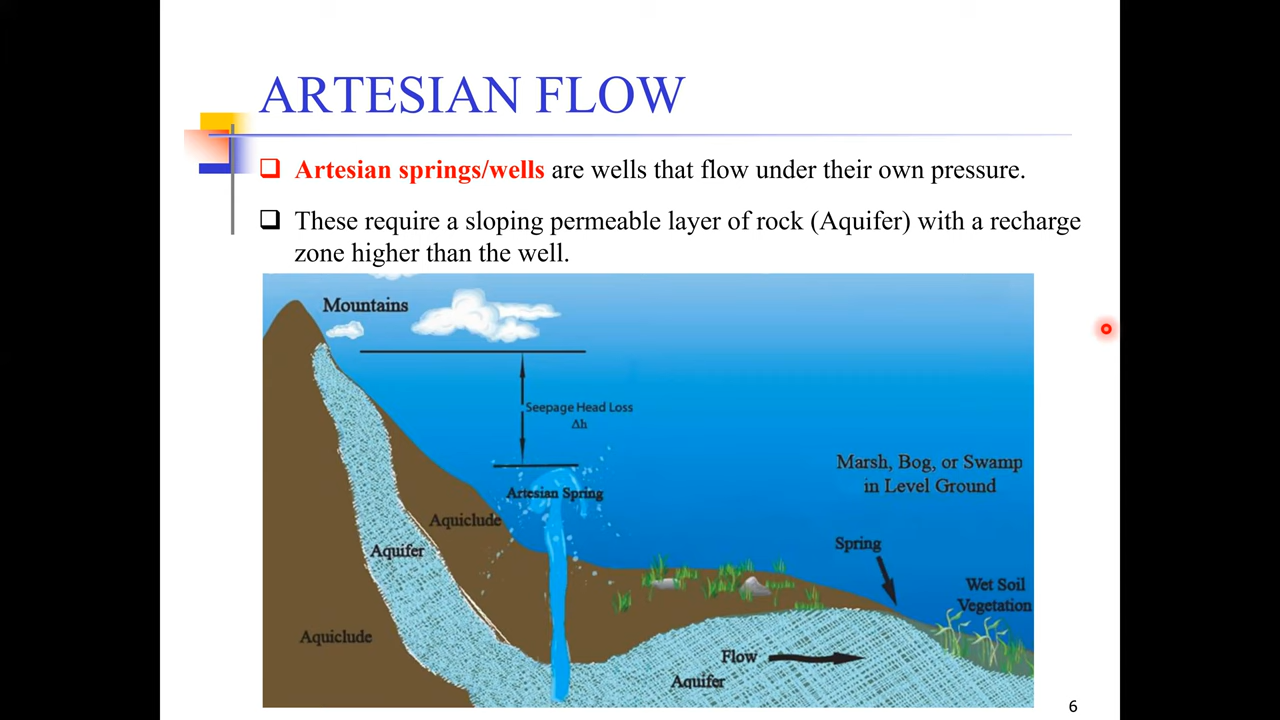 ARTESIAN FLOW
Artesian springs/wells are wells that flow under their own pressure.
These require a sloping permeable layer of rock (Aquifer) with a recharge
zone higher than the well.
Mountains
Seepage Head Loss
Δh
Marsh, Bog, or Swamp
in Level Ground
Artesian Spring
Aquiclude
Spring
Aquifer
Wet Soil
Vegetation
Aquiclude
Flow
Aquifer
6